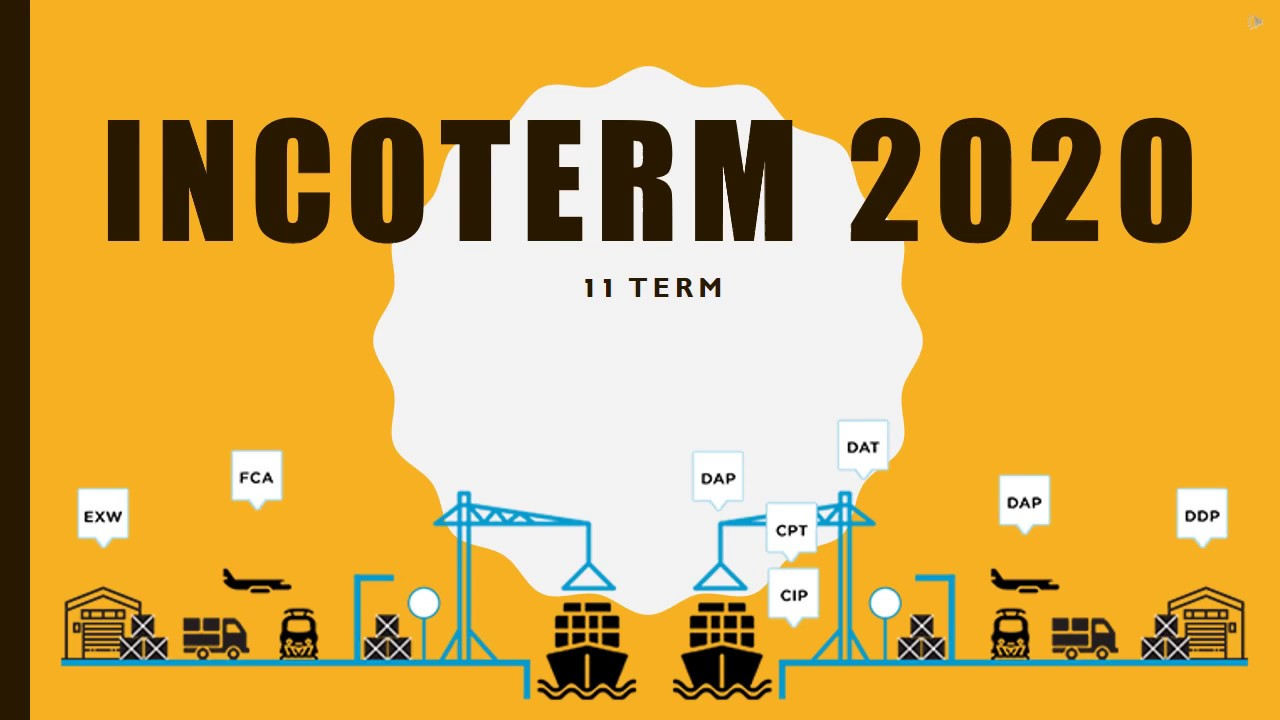 INCOTERM 2020
11 TERM
DAT
FCA
DAP
DAP
EXW
CPT
DDP
CIP